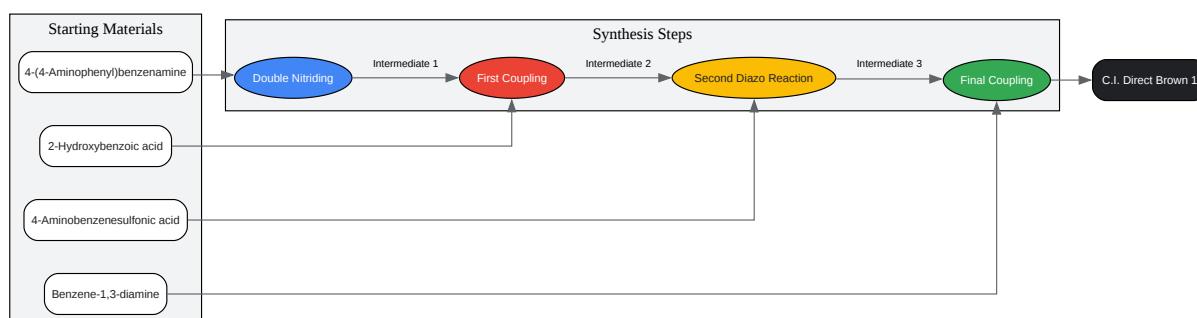 Starting Materials
Synthesis Steps
4-(4-Aminophenyl)benzenamine
Double Nitriding
Intermediate 1
First Coupling
Intermediate 2
Second Diazo Reaction
Intermediate 3
Final Coupling
C.I. Direct Brown 1
2-Hydroxybenzoic acid
4-Aminobenzenesulfonic acid
Benzene-1,3-diamine